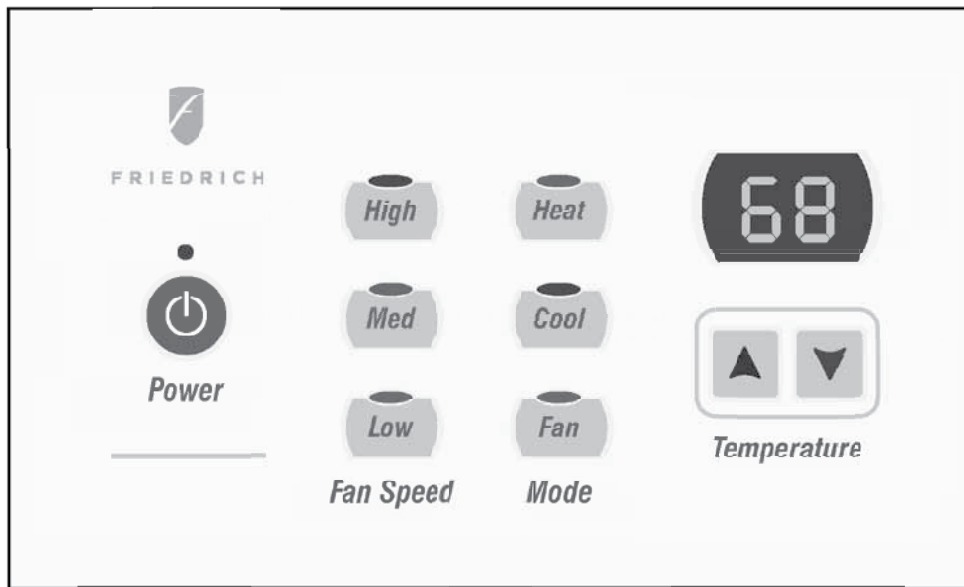 FRIEDRICH
Power
High
Med
Low
Fan Speed
Heat
Cool
Fan
Mode
68
Temperature